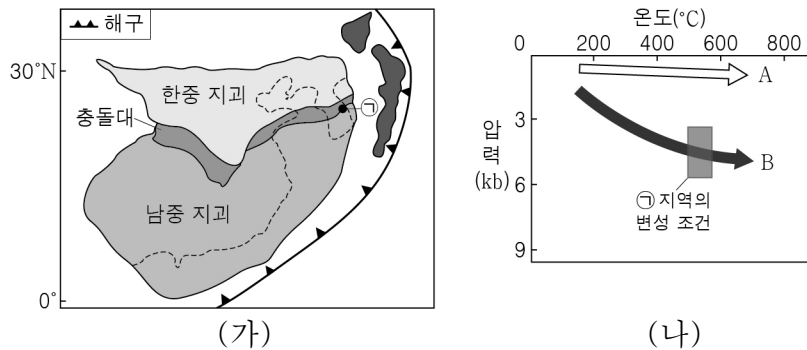 해구
30°N
0°
한중 지괴
충돌대
㉠
남중 지괴
(가)
온도(℃)
0
200
400
600
800
3
6
9
압력
(kb)
A
B
㉠ 지역의
변성 조건
(나)